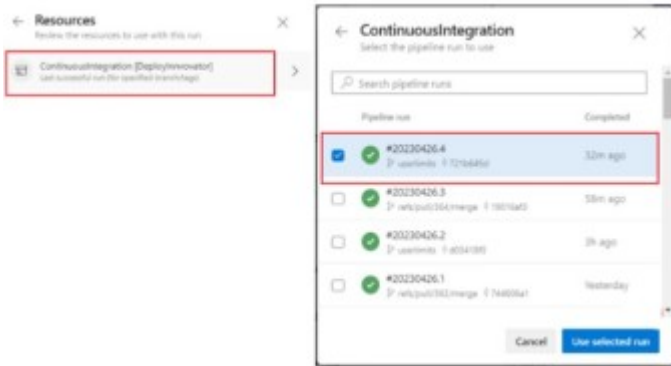 Resources
Review the resources to use with this run
ContinuousIntegration [DeployInnovator]
Last successful run (for specified branch/tags)
ContinuousIntegration
Select the pipeline run to use
Search pipeline runs
Pipeline run Completed
#20230426.4
userlimits
32m ago
#20230426.3
58m ago
#20230426.2
userlimits
3h ago
#20230426.1
Yesterday
Cancel Use selected run